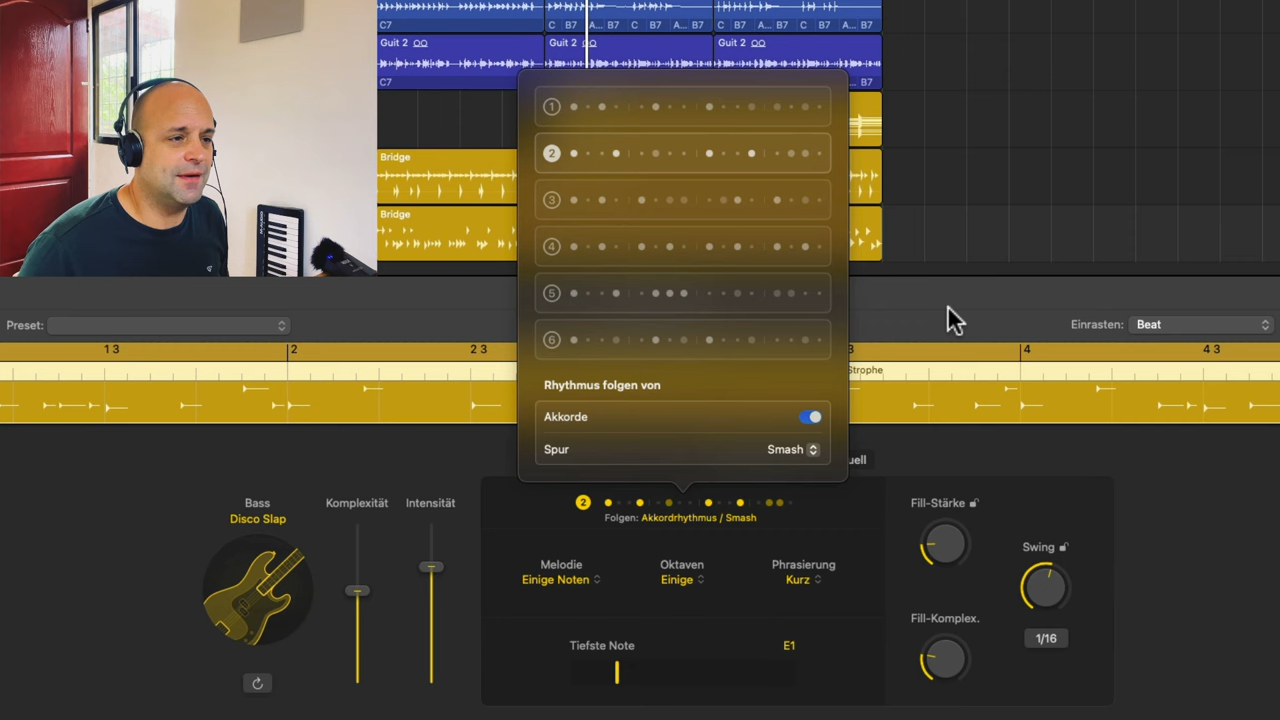 C7
C B7 A... B7 C B7 A... B7
C B7 A... B7 C B7 A... B7
Guit 2
Guit 2
Guit 2
C7
... B7
Bridge
Bridge
1
2
3
4
5
6
Rhythmus folgen von
Akkorde
Spur Smash
Preset:
Einrasten: Beat
1 3
2
2 3
3
4
4 3
Strophe
uell
Bass
Disco Slap
Komplexität
Intensität
2
Folgen: Akkordrhythmus / Smash
Melodie
Einige Noten
Oktaven
Einige
Phrasierung
Kurz
Tiefste Note E1
Fill-Stärke
Fill-Komplex.
Swing
1/16